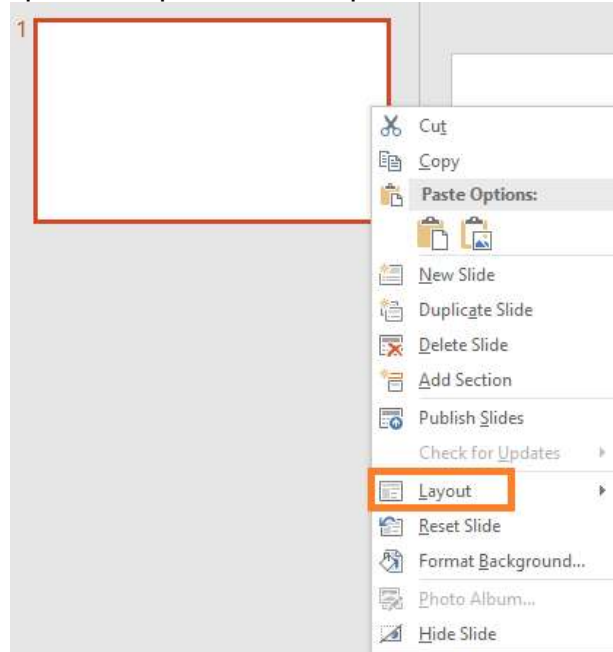 1
Cut
Copy
Paste Options:
New Slide
Duplicate Slide
Delete Slide
Add Section
Publish Slides
Check for Updates
Layout
Reset Slide
Format Background...
Photo Album...
Hide Slide